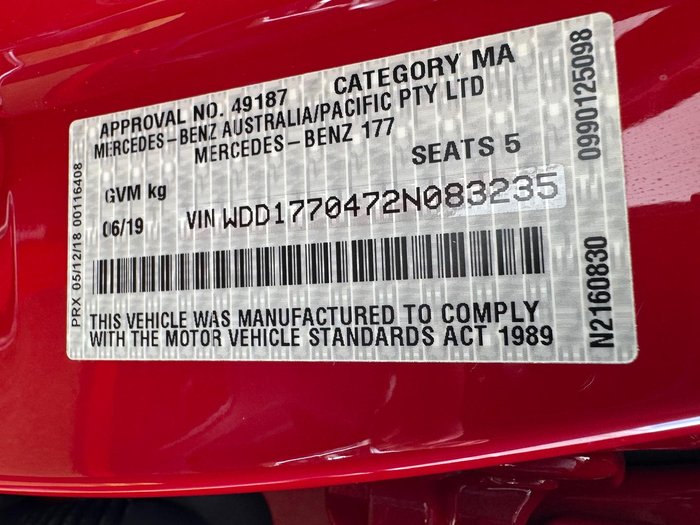 CATEGORY MA
APPROVAL NO. 49187
MERCEDES-BENZ AUSTRALIA/PACIFIC PTY LTD
MERCEDES-BENZ 177
SEATS 5
GVM kg
06/19
VIN WDD1770472N083235
THIS VEHICLE WAS MANUFACTURED TO COMPLY
WITH THE MOTOR VEHICLE STANDARDS ACT 1989
PRX 05/12/18 00116408
N2160830
0990125098